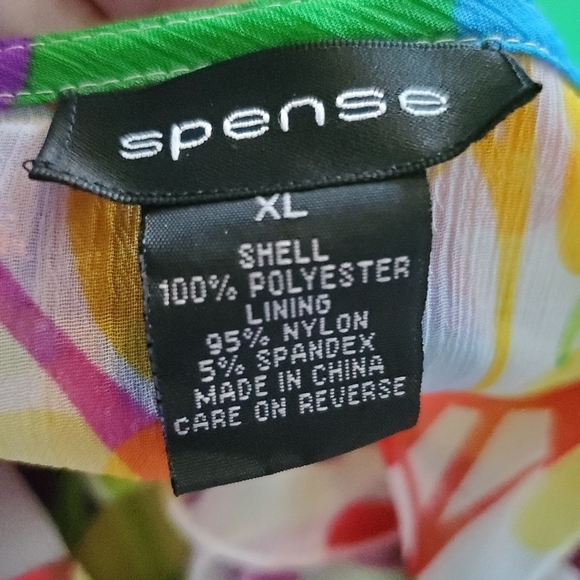 spense
XL
SHELL
100% POLYESTER
LINING
95% NYLON
5% SPANDEX
MADE IN CHINA
CARE ON REVERSE